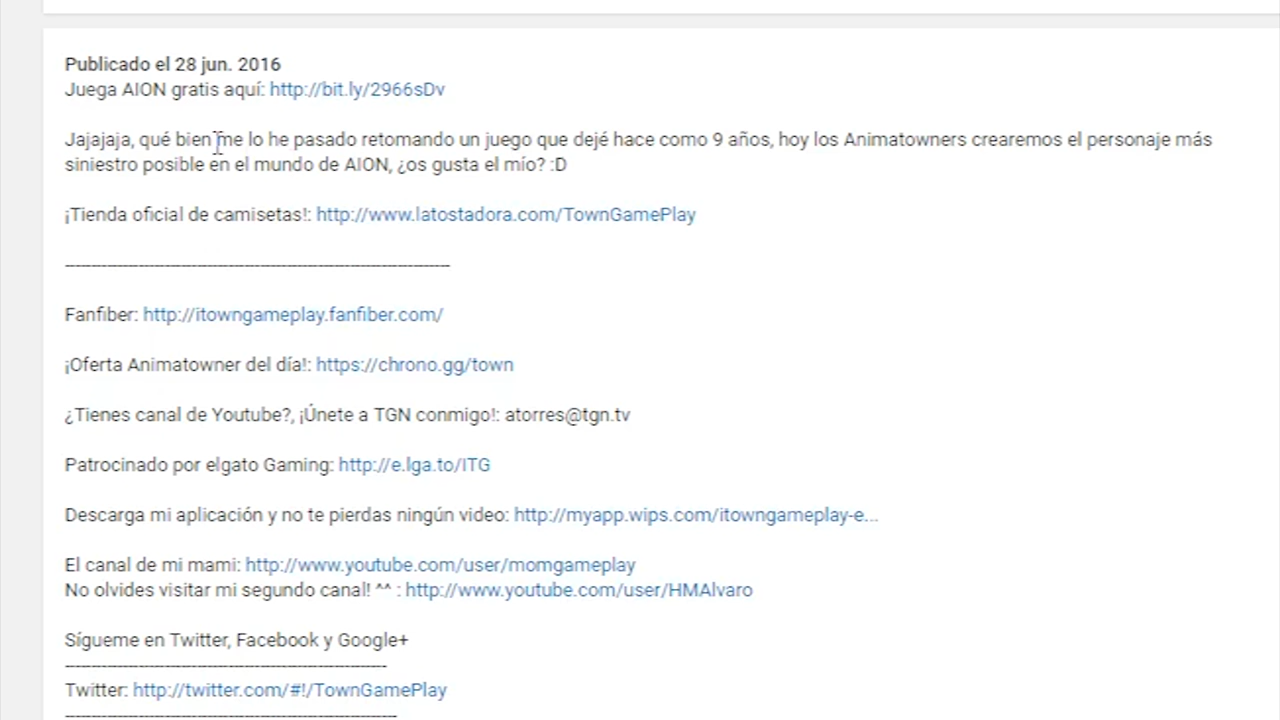 Publicado el 28 jun. 2016
Juega AION gratis aquí: http://bit.ly/2966sDv
Jajajaja, qué bien me lo he pasado retomando un juego que dejé hace como 9 años, hoy los Animatowners crearemos el personaje más
siniestro posible en el mundo de AION, ¿os gusta el mío? :D
¡Tienda oficial de camisetas!: http://www.latostadora.com/TownGamePlay
----------------------------------------------------------------------------------
Fanfiber: http://itowngameplay.fanfiber.com/
¡Oferta Animatowner del día!: https://chrono.gg/town
¿Tienes canal de Youtube?, ¡Únete a TGN conmigo!: atorres@tgn.tv
Patrocinado por elgato Gaming: http://e.lga.to/ITG
Descarga mi aplicación y no te pierdas ningún video: http://myapp.wips.com/itowngameplay-e...
El canal de mi mami: http://www.youtube.com/user/momgameplay
No olvides visitar mi segundo canal! ^^ : http://www.youtube.com/user/HMAlvaro
Sígueme en Twitter, Facebook y Google+
--------------------------------------------------------------------
Twitter: http://twitter.com/#!/TownGamePlay
----------------------------------------------------------------------